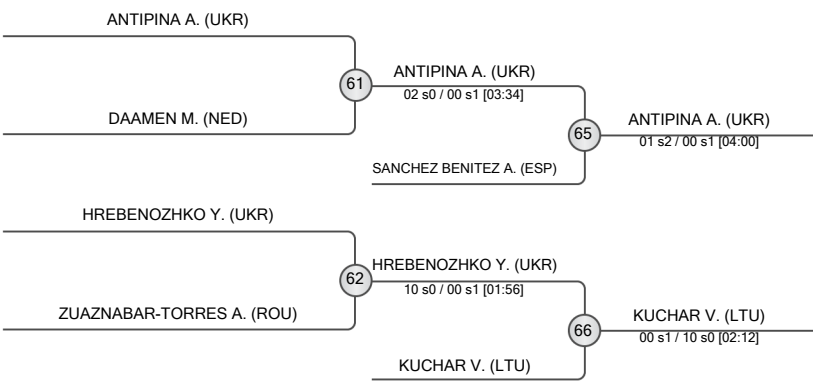 ANTIPINA A. (UKR)
61
DAAMEN M. (NED)
ANTIPINA A. (UKR)
02 s0 / 00 s1 [03:34]
65
SANCHEZ BENITEZ A. (ESP)
ANTIPINA A. (UKR)
01 s2 / 00 s1 [04:00]
HREBENOZHKO Y. (UKR)
62
ZUAZNABAR-TORRES A. (ROU)
HREBENOZHKO Y. (UKR)
10 s0 / 00 s1 [01:56]
66
KUCHAR V. (LTU)
KUCHAR V. (LTU)
00 s1 / 10 s0 [02:12]